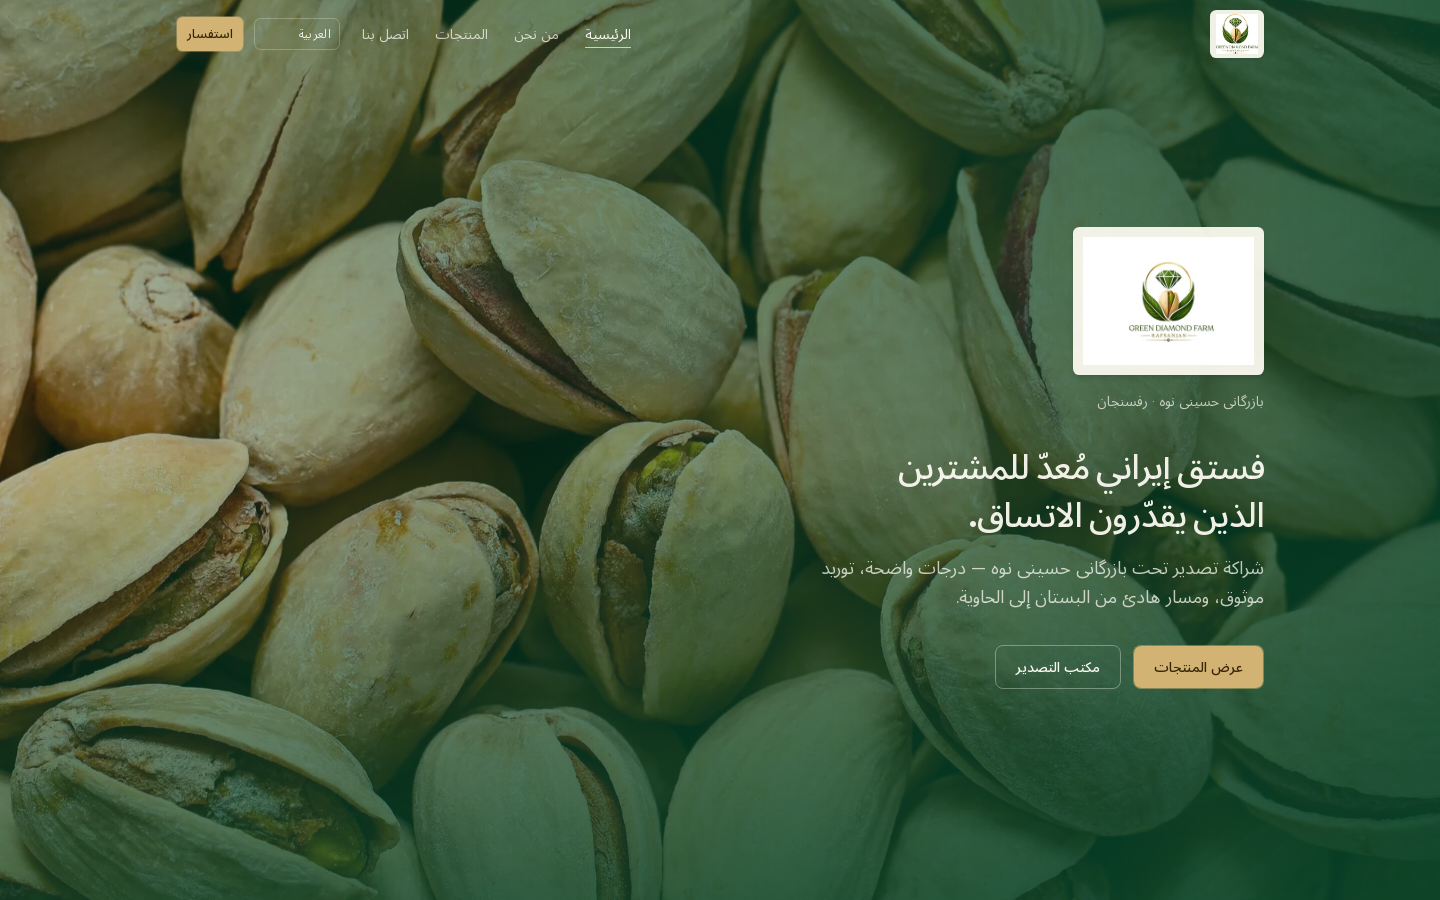 الرئيسية
من نحن
المنتجات
اتصل بنا
العربية
استفسار
GREEN DIAMOND FARM
RAFSANJAN
بازرگانی حسینی نوه · رفسنجان
فستق إيراني مُعدّ للمشترين
الذين يقدّرون الاتساق.
شراكة تصدير تحت بازرگانی حسینی نوه — درجات واضحة، توريد
موثوق، ومسار هادئ من البستان إلى الحاوية.
عرض المنتجات
مكتب التصدير